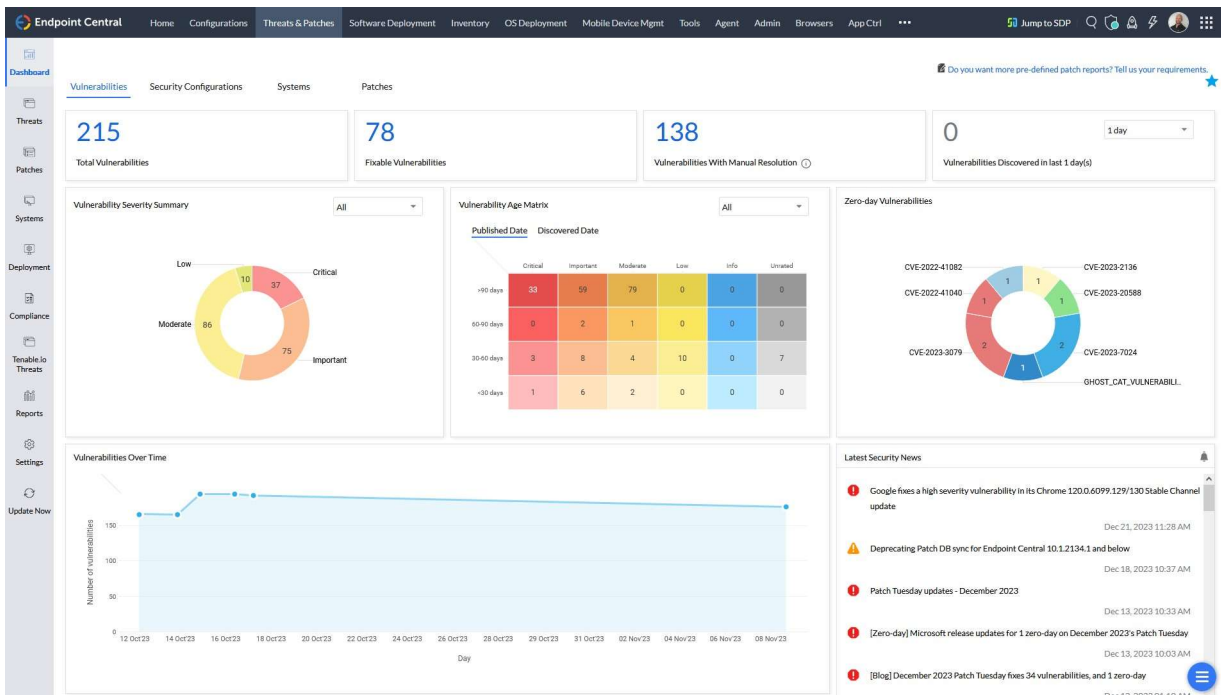 Endpoint Central
Home Configurations Threats & Patches Software Deployment Inventory OS Deployment Mobile Device Mgmt Tools Agent Admin Browsers App Ctrl •••
Jump to SDP
Dashboard
Threats
Patches
Systems
Deployment
Compliance
Tenable.io
Threats
Reports
Settings
Update Now
Do you want more pre-defined patch reports? Tell us your requirements.
Vulnerabilities Security Configurations Systems Patches
215
Total Vulnerabilities
78
Fixable Vulnerabilities
138
Vulnerabilities With Manual Resolution
0
1 day
Vulnerabilities Discovered in last 1 day(s)
Vulnerability Severity Summary
All
Low
10
37
Critical
Moderate
86
75
Important
Vulnerability Age Matrix
All
Published Date Discovered Date
Critical Important Moderate Low Info Unrated
>90 days 33 59 79 0 0 0
60-90 days 0 2 1 0 0 0
30-60 days 3 8 4 10 0 7
<30 days 1 6 2 0 0 0
Zero-day Vulnerabilities
CVE-2022-41082 1 1 CVE-2023-2136
CVE-2022-41040 1 1 CVE-2023-20588
CVE-2023-3079 2 2 CVE-2023-7024
1 GHOST_CAT_VULNERABILI..
Vulnerabilities Over Time
Number of vulnerabilities
150
100
50
0
12 Oct'23 14 Oct'23 16 Oct'23 18 Oct'23 20 Oct'23 22 Oct'23 24 Oct'23 26 Oct'23 28 Oct'23 29 Oct'23 31 Oct'23 02 Nov'23 04 Nov'23 06 Nov'23 08 Nov'23
Day
Latest Security News
Google fixes a high severity vulnerability in its Chrome 120.0.6099.129/130 Stable Channel
update
Dec 21, 2023 11:28 AM
Deprecating Patch DB sync for Endpoint Central 10.1.2134.1 and below
Dec 18, 2023 10:37 AM
Patch Tuesday updates - December 2023
Dec 13, 2023 10:33 AM
[Zero-day] Microsoft release updates for 1 zero-day on December 2023's Patch Tuesday
Dec 13, 2023 10:03 AM
[Blog] December 2023 Patch Tuesday fixes 34 vulnerabilities, and 1 zero-day